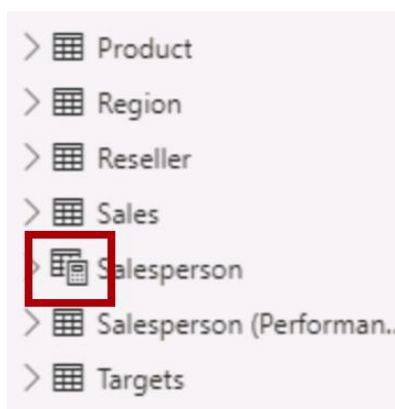 Product
Region
Reseller
Sales
Salesperson
Salesperson (Performan..
Targets